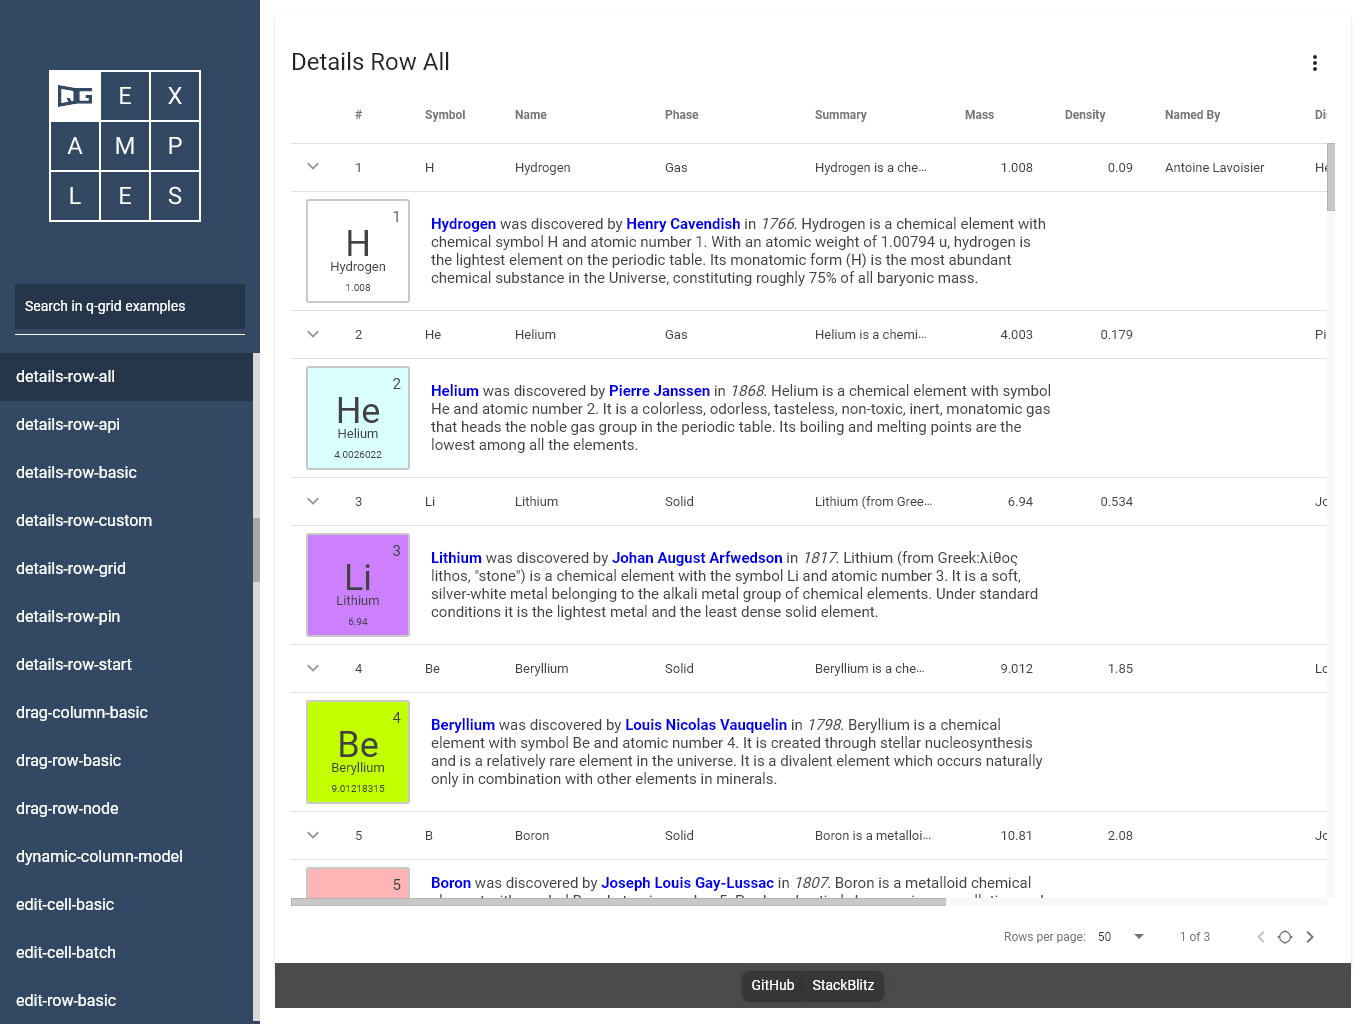 QG E X
A M P
L E S
Search in q-grid examples
details-row-all
details-row-api
details-row-basic
details-row-custom
details-row-grid
details-row-pin
details-row-start
drag-column-basic
drag-row-basic
drag-row-node
dynamic-column-model
edit-cell-basic
edit-cell-batch
edit-row-basic
Details Row All
# Symbol Name Phase Summary Mass Density Named By Di
1 H Hydrogen Gas Hydrogen is a che... 1.008 0.09 Antoine Lavoisier He
1
H
Hydrogen
1.008
Hydrogen was discovered by Henry Cavendish in 1766. Hydrogen is a chemical element with
chemical symbol H and atomic number 1. With an atomic weight of 1.00794 u, hydrogen is
the lightest element on the periodic table. Its monatomic form (H) is the most abundant
chemical substance in the Universe, constituting roughly 75% of all baryonic mass.
2 He Helium Gas Helium is a chemi... 4.003 0.179 Pi
2
He
Helium
4.0026022
Helium was discovered by Pierre Janssen in 1868. Helium is a chemical element with symbol
He and atomic number 2. It is a colorless, odorless, tasteless, non-toxic, inert, monatomic gas
that heads the noble gas group in the periodic table. Its boiling and melting points are the
lowest among all the elements.
3 Li Lithium Solid Lithium (from Gree... 6.94 0.534 Jo
3
Li
Lithium
6.94
Lithium was discovered by Johan August Arfwedson in 1817. Lithium (from Greek:λίθος
lithos, "stone") is a chemical element with the symbol Li and atomic number 3. It is a soft,
silver-white metal belonging to the alkali metal group of chemical elements. Under standard
conditions it is the lightest metal and the least dense solid element.
4 Be Beryllium Solid Beryllium is a che... 9.012 1.85 Lo
4
Be
Beryllium
9.01218315
Beryllium was discovered by Louis Nicolas Vauquelin in 1798. Beryllium is a chemical
element with symbol Be and atomic number 4. It is created through stellar nucleosynthesis
and is a relatively rare element in the universe. It is a divalent element which occurs naturally
only in combination with other elements in minerals.
5 B Boron Solid Boron is a metalloi... 10.81 2.08 Jo
5
Boron was discovered by Joseph Louis Gay-Lussac in 1807. Boron is a metalloid chemical
Rows per page: 50 1 of 3
GitHub StackBlitz